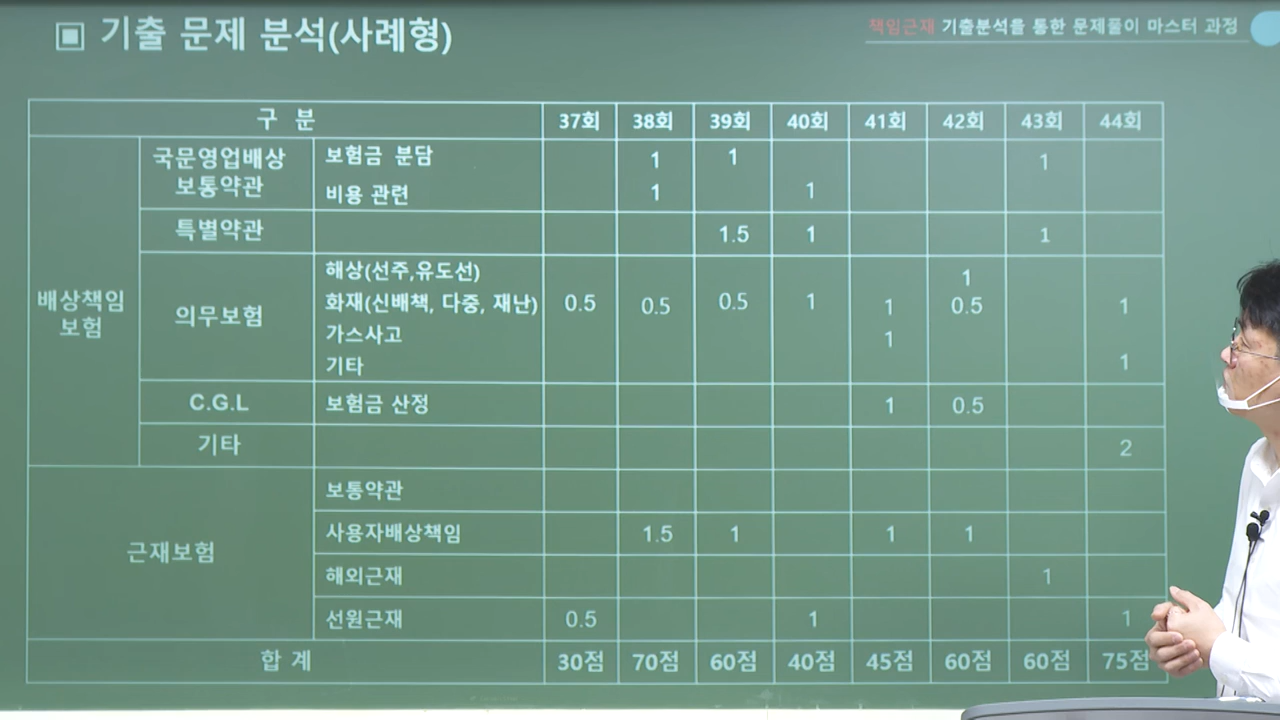 ▣ 기출 문제 분석(사례형)
책임근재 기출분석을 통한 문제풀이 마스터 과정
구 분 37회 38회 39회 40회 41회 42회 43회 44회
배상책임
보험
국문영업배상
보통약관
보험금 분담 1 1 1
비용 관련 1 1
특별약관 1.5 1 1
의무보험
해상(선주,유도선) 1
화재(신배책, 다중, 재난) 0.5 0.5 0.5 1 1 0.5 1
가스사고 1
기타 1
C.G.L 보험금 산정 1 0.5
기타 2
근재보험
보통약관
사용자배상책임 1.5 1 1 1
해외근재 1
선원근재 0.5 1 1
합 계 30점 70점 60점 40점 45점 60점 60점 75점